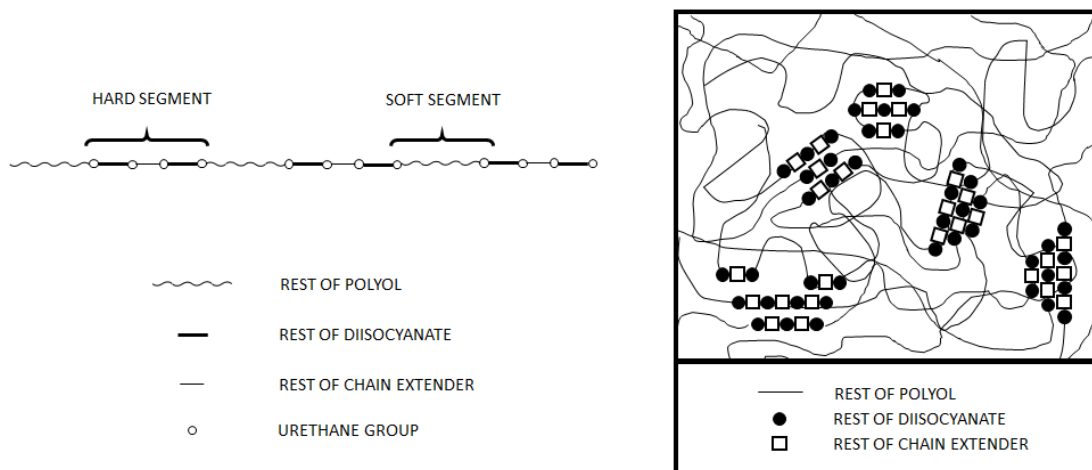 HARD SEGMENT
SOFT SEGMENT
REST OF POLYOL
REST OF DIISOCYANATE
REST OF CHAIN EXTENDER
URETHANE GROUP
REST OF POLYOL
REST OF DIISOCYANATE
REST OF CHAIN EXTENDER